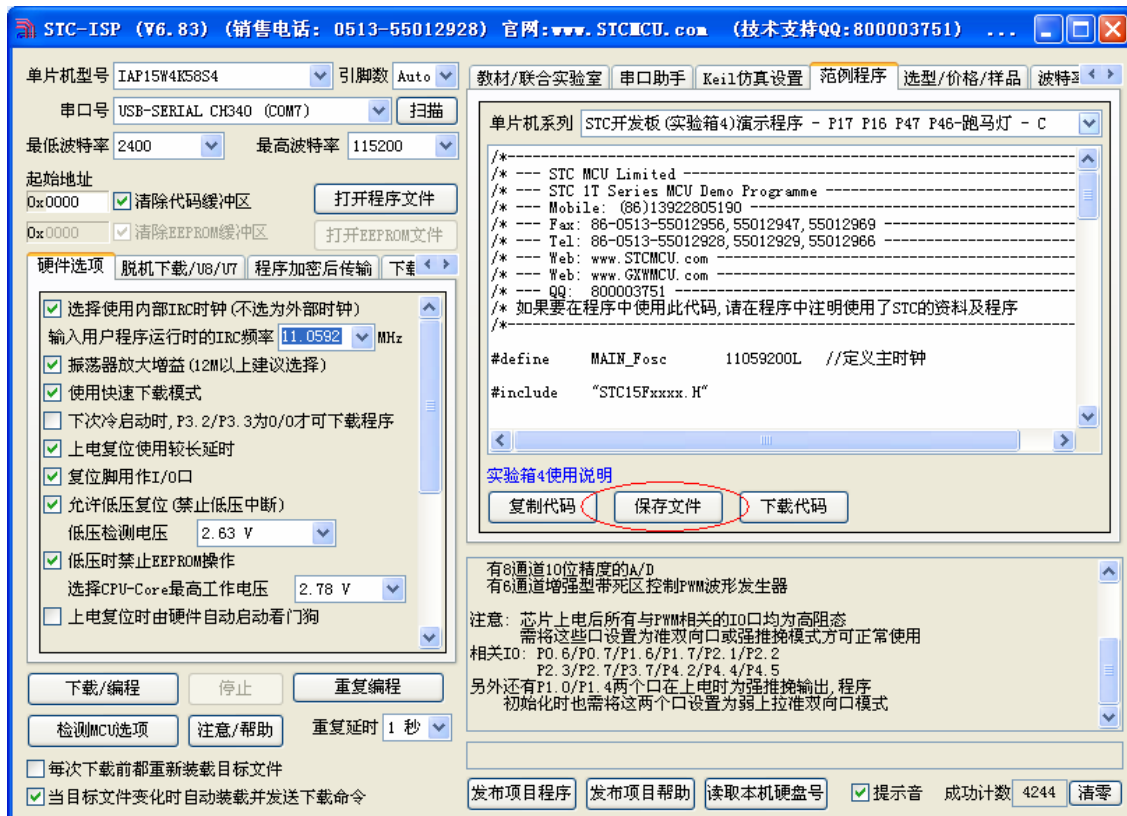 STC-ISP (V6.83) (销售电话: 0513-55012928) 官网:www.STCMCU.com (技术支持QQ:800003751) ...
单片机型号 IAP15W4K58S4 引脚数 Auto
串口号 USB-SERIAL CH340 (COM7) 扫描
最低波特率 2400 最高波特率 115200
起始地址
0x0000 清除代码缓冲区 打开程序文件
0x0000 清除EEPROM缓冲区 打开EEPROM文件
硬件选项 脱机下载/U8/U7 程序加密后传输
选择使用内部IRC时钟(不选为外部时钟)
输入用户程序运行时的IRC频率 11.0592 MHz
振荡器放大增益(12M以上建议选择)
使用快速下载模式
下次冷启动时,P3.2/P3.3为0/0才可下载程序
上电复位使用较长延时
复位脚用作I/O口
允许低压复位(禁止低压中断)
低压检测电压 2.63 V
低压时禁止EEPROM操作
选择CPU-Core最高工作电压 2.78 V
上电复位时由硬件自动启动看门狗
下载/编程 停止 重复编程
检测MCU选项 注意/帮助 重复延时 1 秒
每次下载前都重新装载目标文件
当目标文件变化时自动装载并发送下载命令
教材/联合实验室 串口助手 Keil仿真设置 范例程序 选型/价格/样品 波特
单片机系列 STC开发板(实验箱4)演示程序 - P17 P16 P47 P46-跑马灯 - C
/*------------------------------------------------------------------
/* --- STC MCU Limited ---------------------------------------------
/* --- STC 1T Series MCU Demo Programme ----------------------------
/* --- Mobile: (86)13922805190 -------------------------------------
/* --- Fax: 86-0513-55012956,55012947,55012969 ---------------------
/* --- Tel: 86-0513-55012928,55012929,55012966 ---------------------
/* --- Web: www.STCMCU.com -----------------------------------------
/* --- Web: www.GXWMCU.com -----------------------------------------
/* --- QQ: 800003751 -----------------------------------------------
/* 如果要在程序中使用此代码,请在程序中注明使用了STC的资料及程序
/*------------------------------------------------------------------
#define MAIN_Fosc 11059200L //定义主时钟
#include "STC15Fxxxx.H"
实验箱4使用说明
复制代码 保存文件 下载代码
有8通道10位精度的A/D
有6通道增强型带死区控制PWM波形发生器
注意: 芯片上电后所有与PWM相关的IO口均为高阻态
需将这些口设置为准双向口或强推挽模式方可正常使用
相关IO: P0.6/P0.7/P1.6/P1.7/P2.1/P2.2
P2.3/P2.7/P3.7/P4.2/P4.4/P4.5
另外还有P1.0/P1.4两个口在上电时为强推挽输出,程序
初始化时也需将这两个口设置为弱上拉准双向口模式
发布项目程序 发布项目帮助 读取本机硬盘号 提示音 成功计数 4244 清零